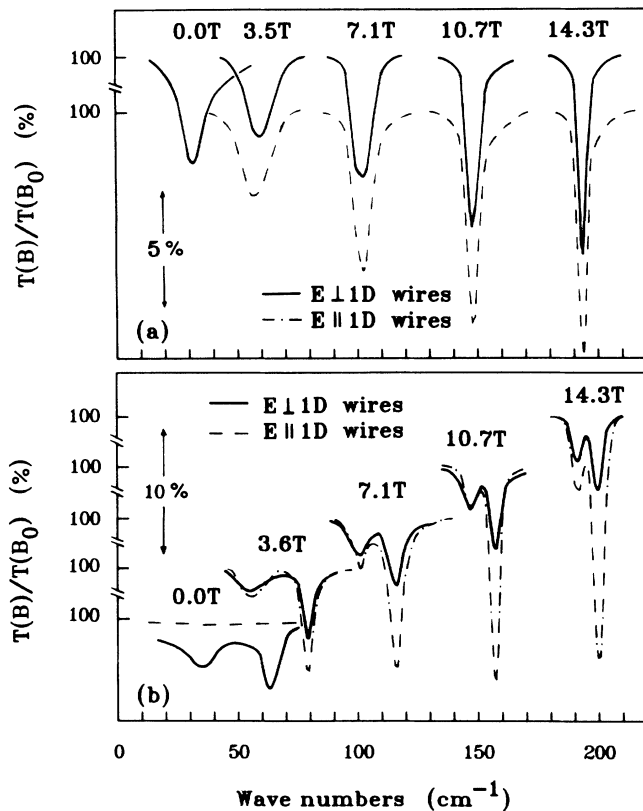 0.0T 3.5T 7.1T 10.7T 14.3T
100
100
T(B)/T(B₀) (%)
5%
E⊥1D wires
E∥1D wires
(a)
E⊥1D wires
E∥1D wires
14.3T
100
10.7T
100
10%
7.1T
100
3.6T
100
0.0T
100
T(B)/T(B₀) (%)
(b)
0 50 100 150 200
Wave numbers (cm⁻¹)